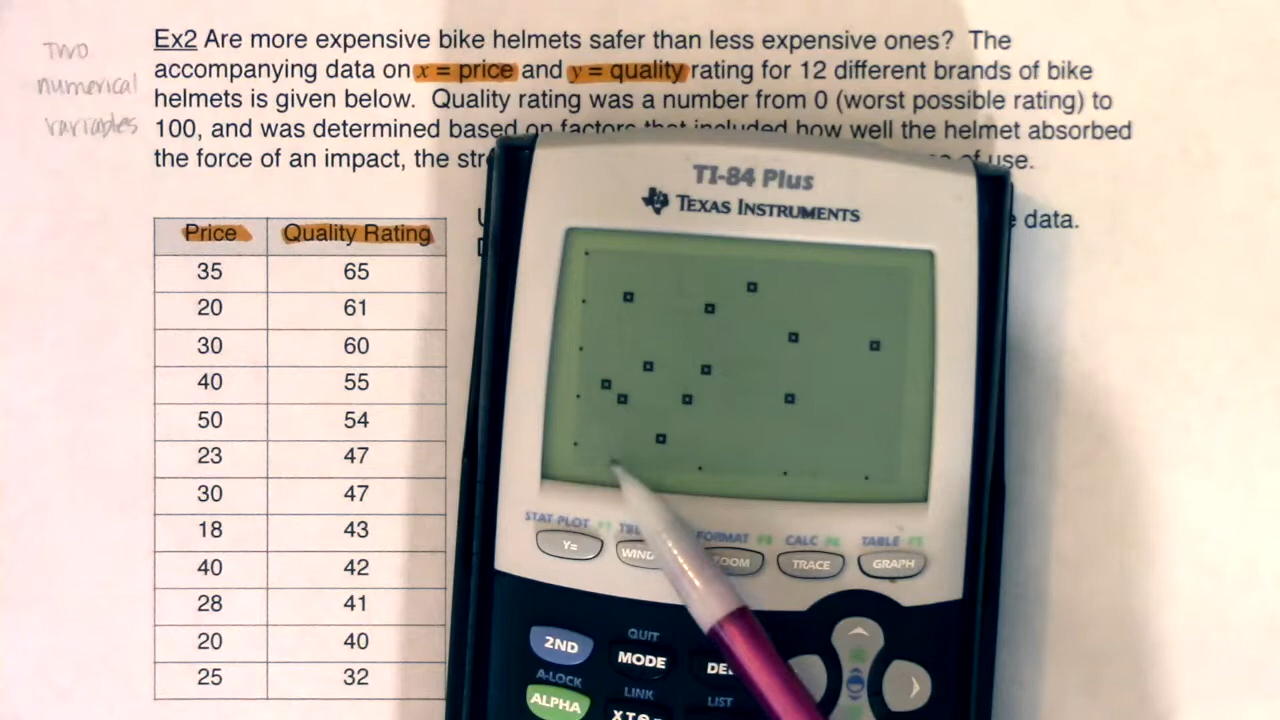 Two
numerical
variables
Ex2 Are more expensive bike helmets safer than less expensive ones? The
accompanying data on x = price and y = quality rating for 12 different brands of bike
helmets is given below. Quality rating was a number from 0 (worst possible rating) to
100, and was determined based on factors that included how well the helmet absorbed
the force of an impact, the of use.
data.
Price Quality Rating
35 65
20 61
30 60
40 55
50 54
23 47
30 47
18 43
40 42
28 41
20 40
25 32
TI-84 Plus
TEXAS INSTRUMENTS
STAT PLOT F1 FORMAT F3 CALC F4 TABLE F5
Y= ZOOM TRACE GRAPH
2ND QUIT
MODE
A-LOCK LINK LIST
ALPHA